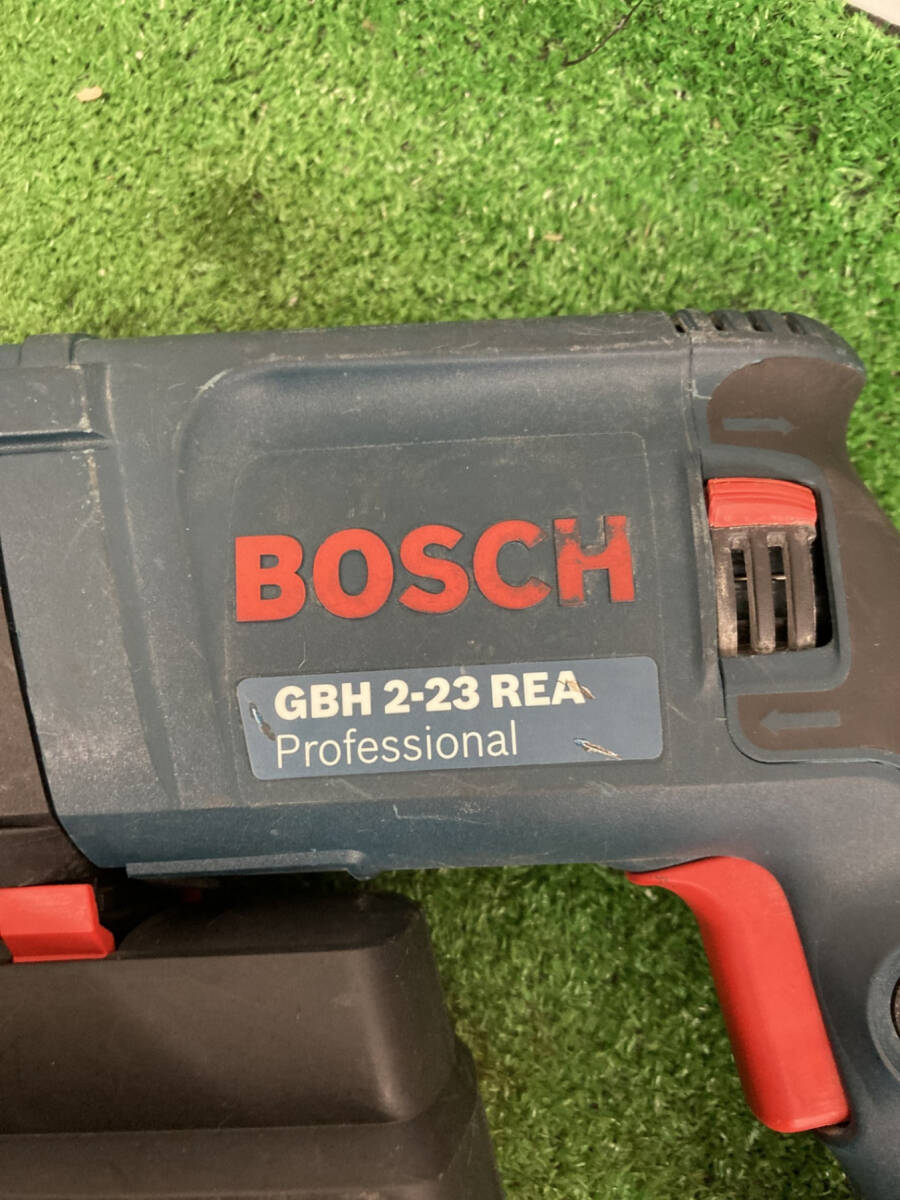 BOSCH
GBH 2-23 REA
Professional